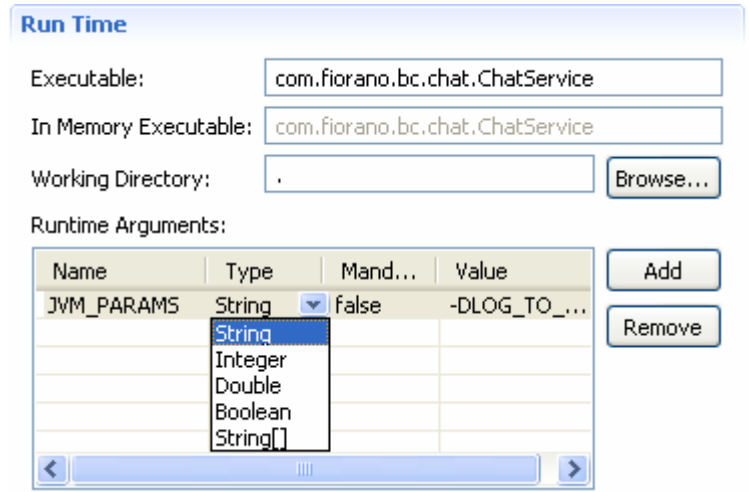 Run Time
Executable: com.fiorano.bc.chat.ChatService
In Memory Executable: com.fiorano.bc.chat.ChatService
Working Directory: . Browse...
Runtime Arguments:
Name Type Mand... Value Add
JVM_PARAMS String false -DLOG_TO_... Remove
String
Integer
Double
Boolean
String[]